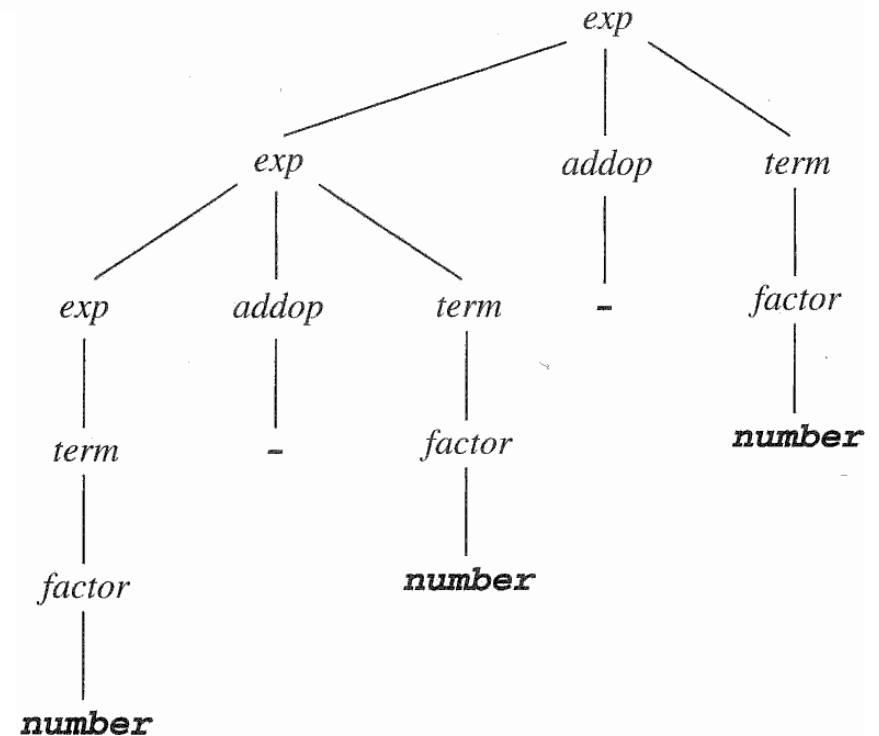 exp
exp addop term
exp addop term - factor
term - factor number
factor number
number